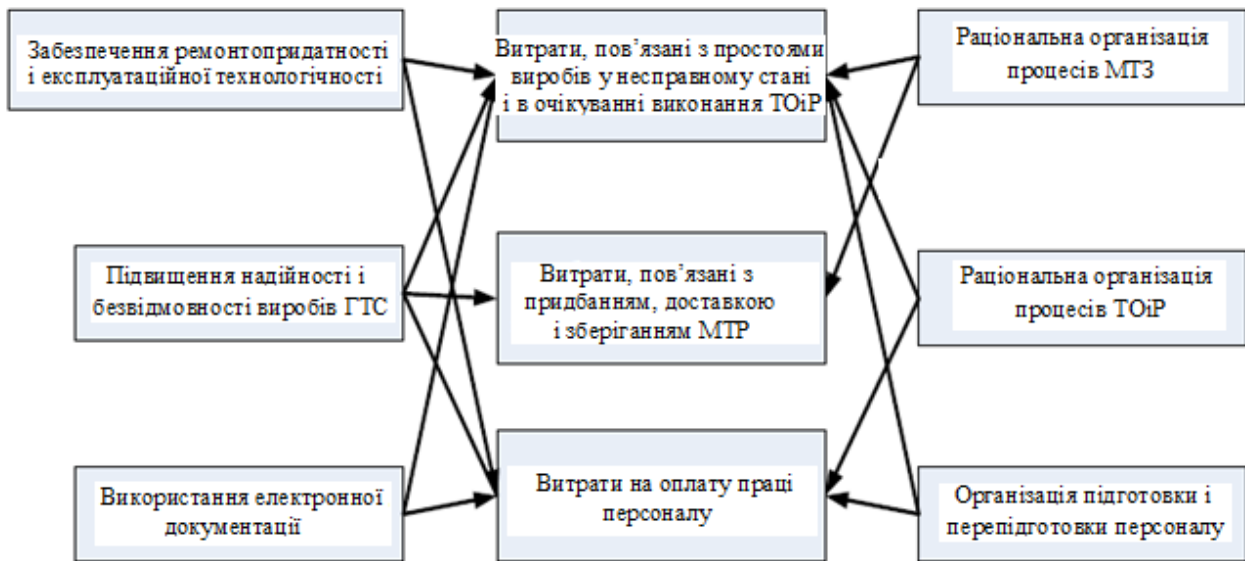 Забезпечення ремонтопридатності
і експлуатаційної технологічності
Витрати, пов’язані з простоями
виробів у несправному стані
і в очікуванні виконання ТОіР
Раціональна організація
процесів МТЗ
Підвищення надійності і
безвідмовності виробів ГТС
Витрати, пов’язані з
придбанням, доставкою
і зберіганням МТР
Раціональна організація
процесів ТОіР
Використання електронної
документації
Витрати на оплату праці
персоналу
Організація підготовки і
перепідготовки персоналу